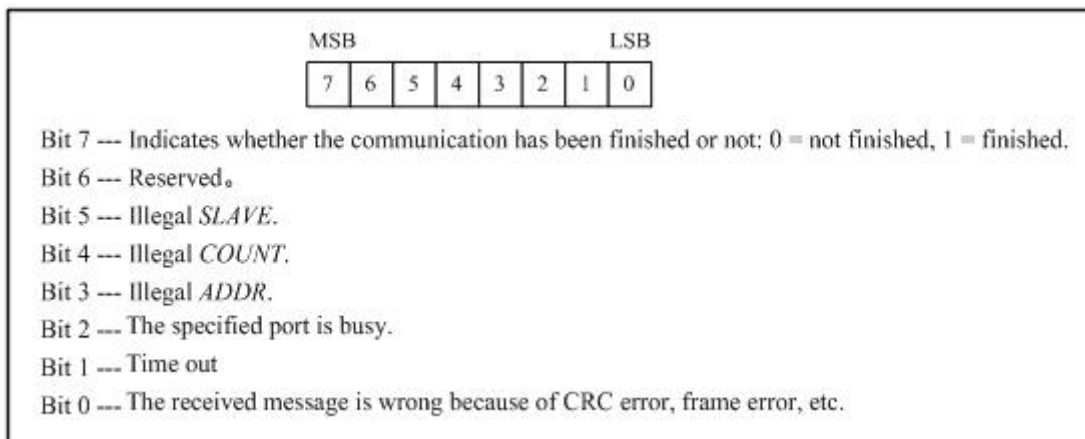 MSB LSB
7 6 5 4 3 2 1 0
Bit 7 --- Indicates whether the communication has been finished or not: 0 = not finished, 1 = finished.
Bit 6 --- Reserved。
Bit 5 --- Illegal SLAVE.
Bit 4 --- Illegal COUNT.
Bit 3 --- Illegal ADDR.
Bit 2 --- The specified port is busy.
Bit 1 --- Time out
Bit 0 --- The received message is wrong because of CRC error, frame error, etc.